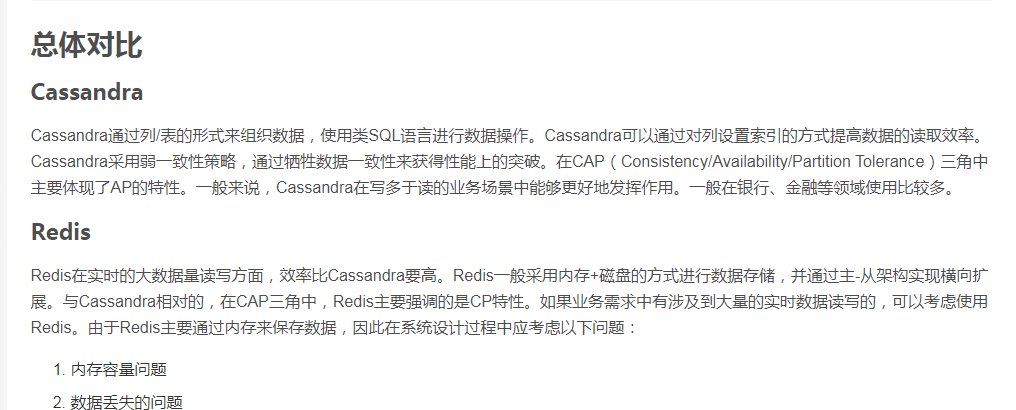 总体对比
Cassandra
Cassandra通过列/表的形式来组织数据，使用类SQL语言进行数据操作。Cassandra可以通过对列设置索引的方式提高数据的读取效率。
Cassandra采用弱一致性策略，通过牺牲数据一致性来获得性能上的突破。在CAP（Consistency/Availability/Partition Tolerance）三角中
主要体现了AP的特性。一般来说，Cassandra在写多于读的业务场景中能够更好地发挥作用。一般在银行、金融等领域使用比较多。
Redis
Redis在实时的大数据量读写方面，效率比Cassandra要高。Redis一般采用内存+磁盘的方式进行数据存储，并通过主-从架构实现横向扩
展。与Cassandra相对的，在CAP三角中，Redis主要强调的是CP特性。如果业务需求中有涉及到大量的实时数据读写的，可以考虑使用
Redis。由于Redis主要通过内存来保存数据，因此在系统设计过程中应考虑以下问题：
1. 内存容量问题
2. 数据丢失的问题